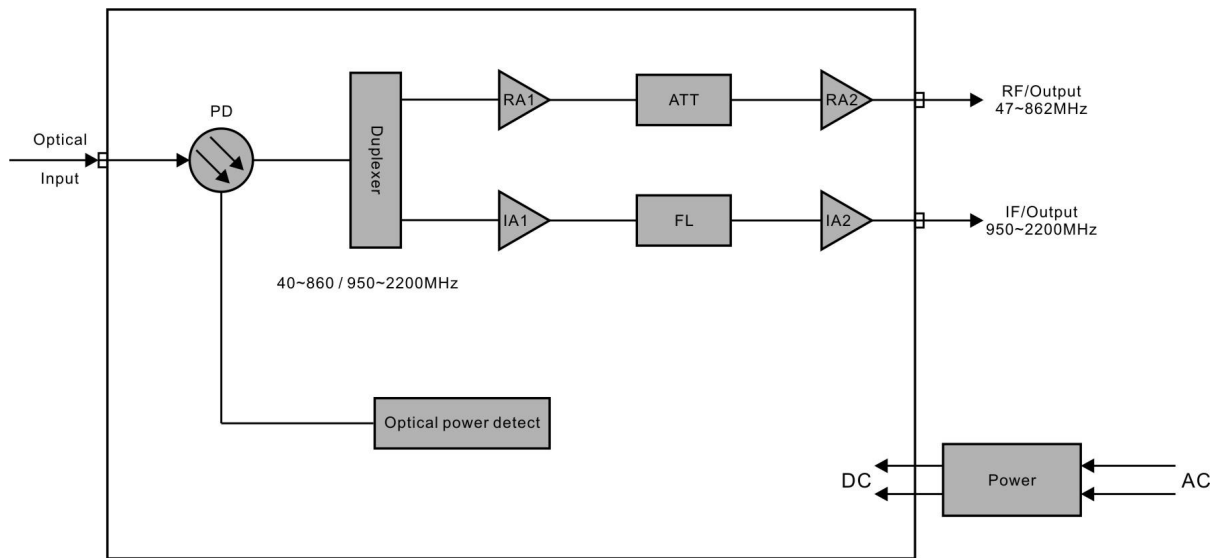 Optical
Input
PD
Duplexer
40~860 / 950~2200MHz
RA1
ATT
RA2
RF/Output
47~862MHz
IA1
FL
IA2
IF/Output
950~2200MHz
Optical power detect
DC
Power
AC